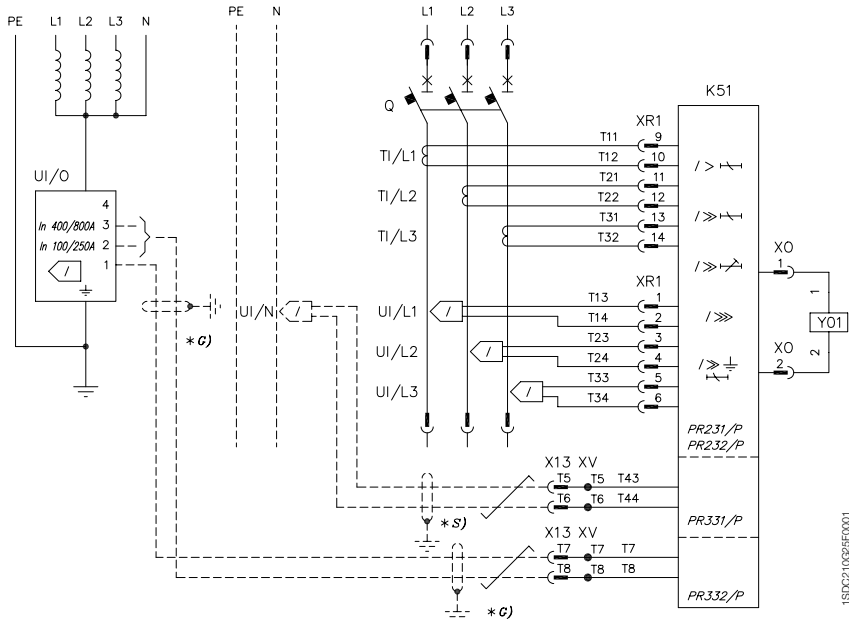 PE L1 L2 L3 N
PE N
L1 L2 L3
UI/O
4
In 400/800A 3
In 100/250A 2
1
I
* G)
UI/N
I
Q
TI/L1
TI/L2
TI/L3
UI/L1 I
UI/L2 I
UI/L3 I
K51
XR1
T11 9
T12 10
T21 11
T22 12
T31 13
T32 14
XR1
T13 1
T14 2
T23 3
T24 4
T33 5
T34 6
I >
I >>
I >>
I >>>
I >>
PR231/P
PR232/P
XO
1
1
Y01
2
XO
2
X13 XV
T5 T5 T43
T6 T6 T44
* S)
PR331/P
X13 XV
T7 T7 T7
T8 T8 T8
* G)
PR332/P
1SDC210G25F0001